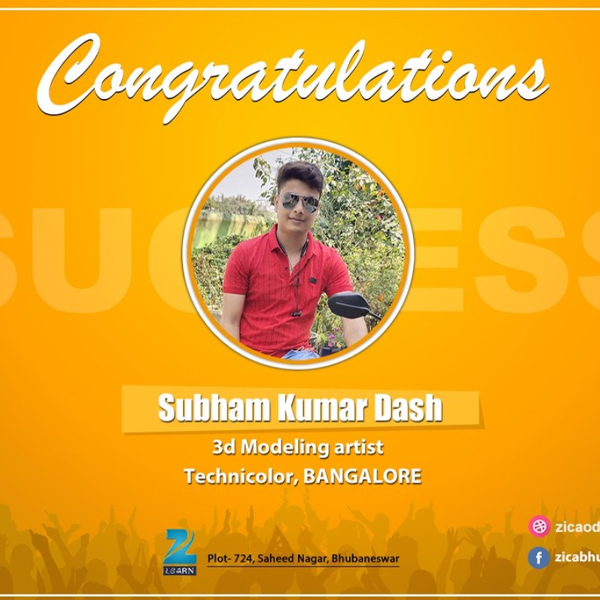 Congratulations
SUCCESS
Subham Kumar Dash
3d Modeling artist
Technicolor, BANGALORE
Z
LEARN
Plot- 724, Saheed Nagar, Bhubaneswar
zicaod
zicabhu